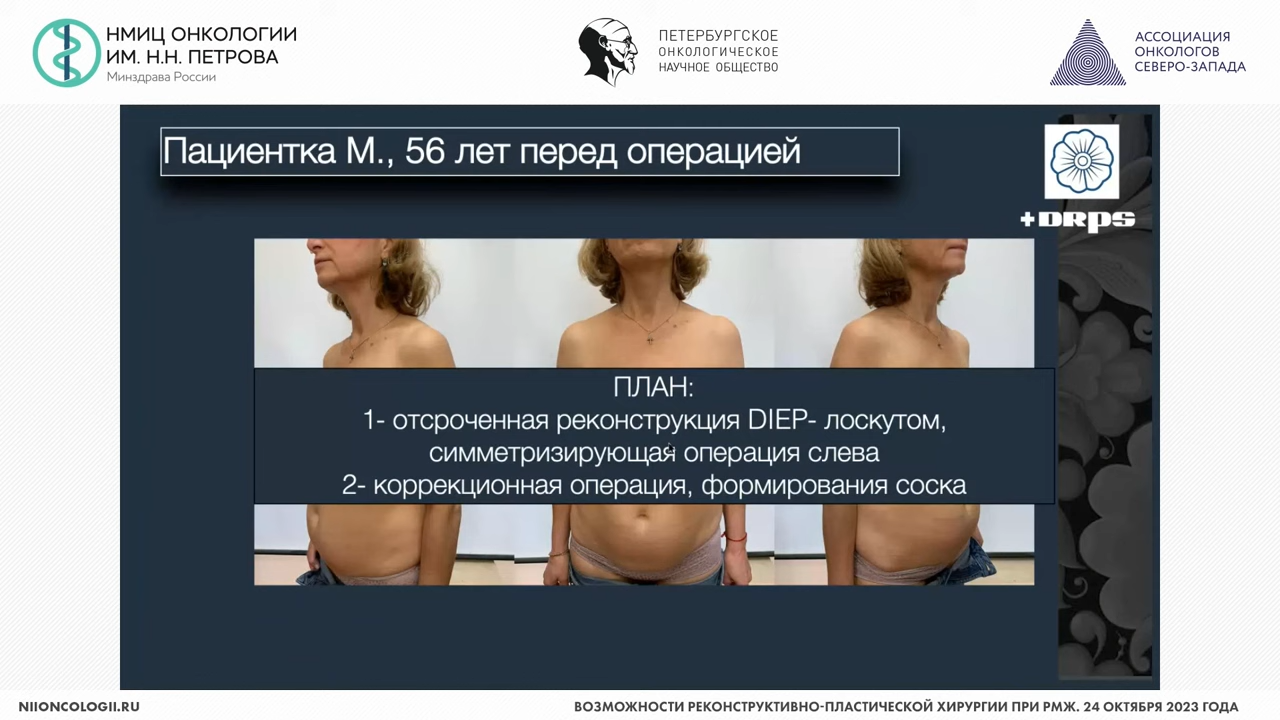 НМИЦ ОНКОЛОГИИ
ИМ. Н.Н. ПЕТРОВА
Минздрава России
ПЕТЕРБУРГСКОЕ
ОНКОЛОГИЧЕСКОЕ
НАУЧНОЕ ОБЩЕСТВО
АССОЦИАЦИЯ
ОНКОЛОГОВ
СЕВЕРО-ЗАПАДА
Пациентка М., 56 лет перед операцией
+DRPS
ПЛАН:
1- отсроченная реконструкция DIEP- лоскутом,
симметризирующая операция слева
2- коррекционная операция, формирования соска
NIIONCOLOGII.RU
ВОЗМОЖНОСТИ РЕКОНСТРУКТИВНО-ПЛАСТИЧЕСКОЙ ХИРУРГИИ ПРИ РМЖ. 24 ОКТЯБРЯ 2023 ГОДА